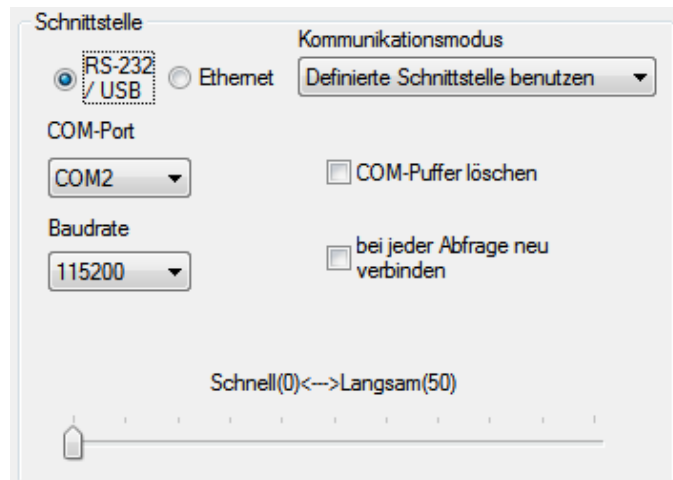 Schnittstelle
Kommunikationsmodus
RS-232
/ USB
Ethernet
Definierte Schnittstelle benutzen
COM-Port
COM2
COM-Puffer löschen
Baudrate
115200
bei jeder Abfrage neu
verbinden
Schnell(0)<--->Langsam(50)